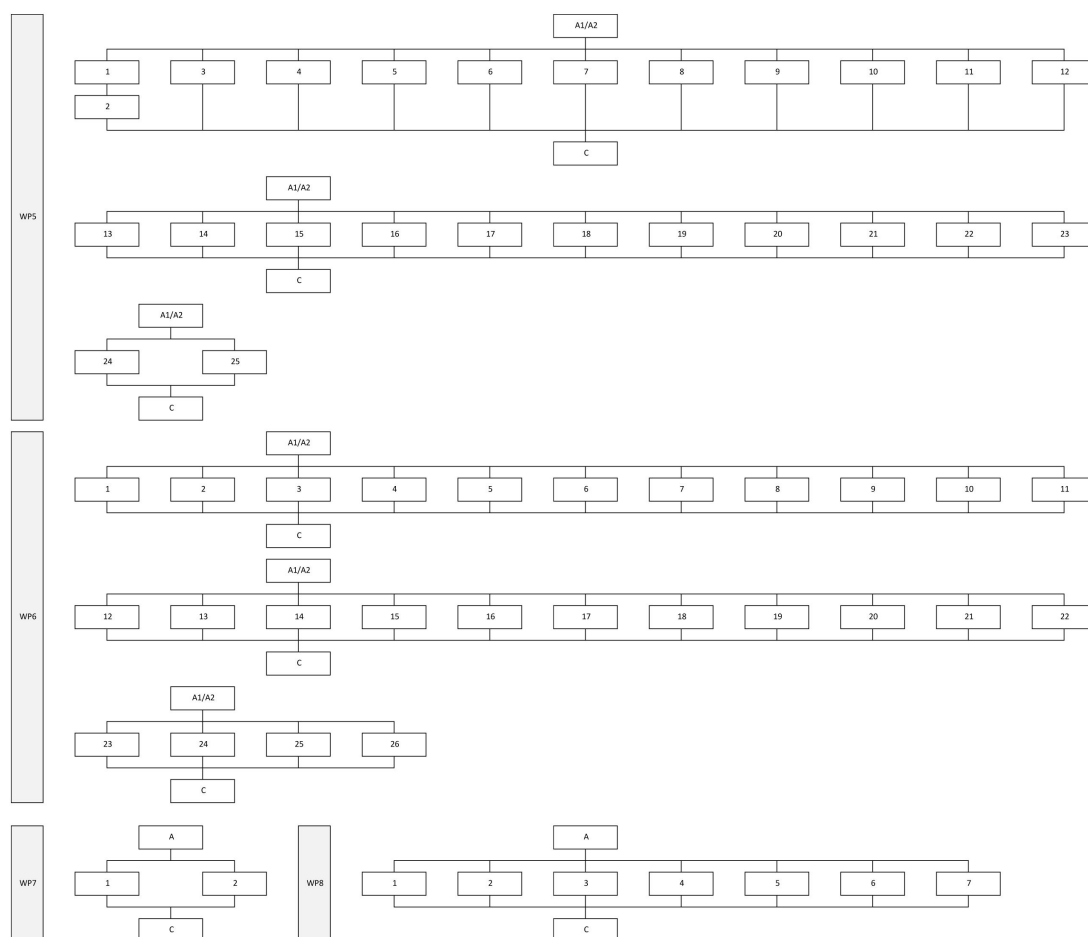 A1/A2
1 3 4 5 6 7 8 9 10 11 12
2
C
A1/A2
WP5
13 14 15 16 17 18 19 20 21 22 23
C
A1/A2
24 25
C
A1/A2
1 2 3 4 5 6 7 8 9 10 11
C
A1/A2
WP6
12 13 14 15 16 17 18 19 20 21 22
C
A1/A2
23 24 25 26
C
WP7
A
1 2
C
WP8
A
1 2 3 4 5 6 7
C